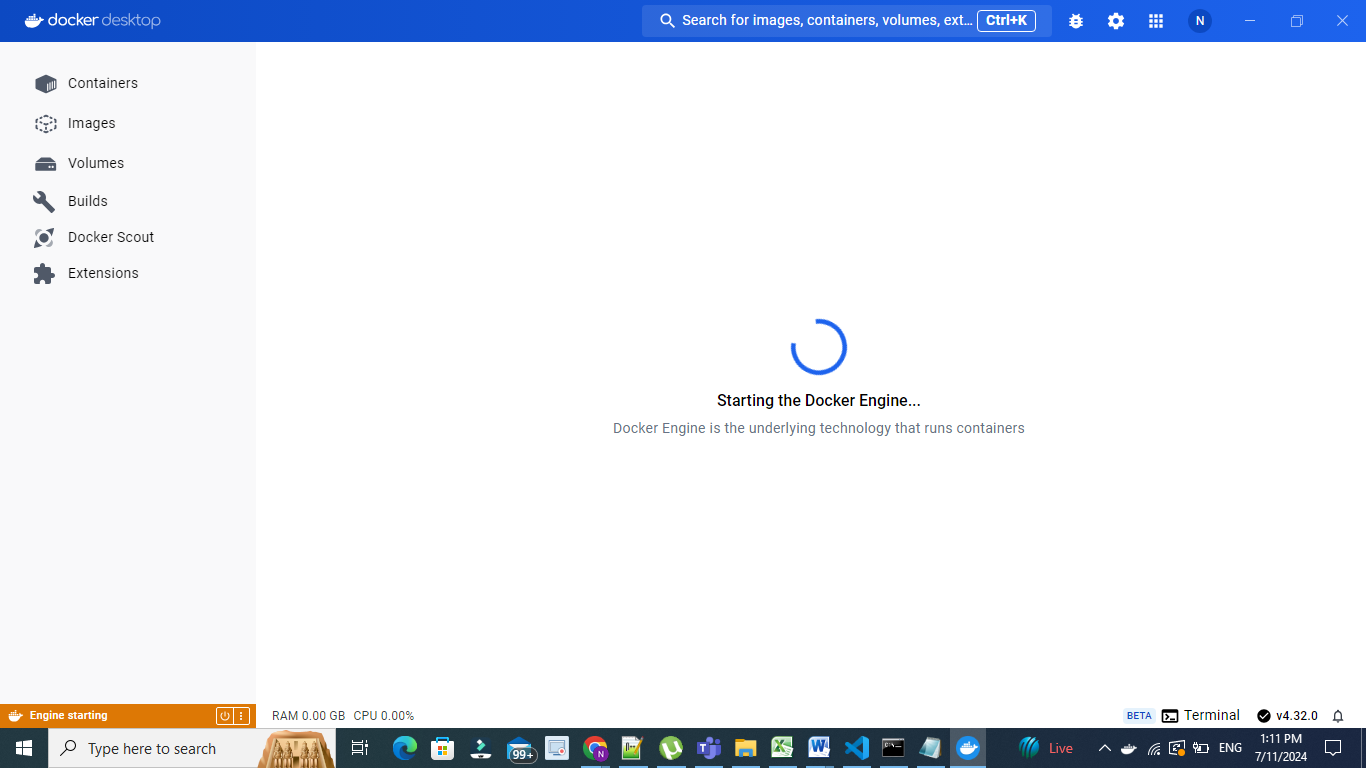 docker desktop
Search for images, containers, volumes, ext... Ctrl+K
N
Containers
Images
Volumes
Builds
Docker Scout
Extensions
Starting the Docker Engine...
Docker Engine is the underlying technology that runs containers
Engine starting
RAM 0.00 GB CPU 0.00%
BETA Terminal
v4.32.0
Type here to search
99+
N
Live
ENG
1:11 PM
7/11/2024